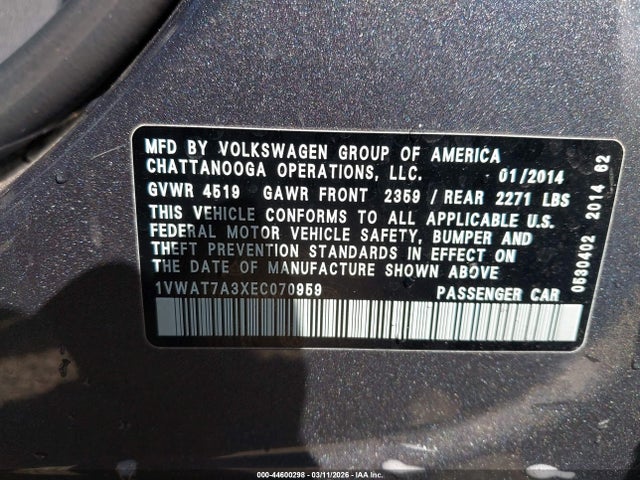 MFD BY VOLKSWAGEN GROUP OF AMERICA
CHATTANOOGA OPERATIONS, LLC. 01/2014
GVWR 4519 GAWR FRONT 2359 / REAR 2271 LBS
THIS VEHICLE CONFORMS TO ALL APPLICABLE U.S.
FEDERAL MOTOR VEHICLE SAFETY, BUMPER AND
THEFT PREVENTION STANDARDS IN EFFECT ON
THE DATE OF MANUFACTURE SHOWN ABOVE
1VWAT7A3XEC070959 PASSENGER CAR
0530402 2014 62
000-44600298 - 03/11/2026 - IAA Inc.